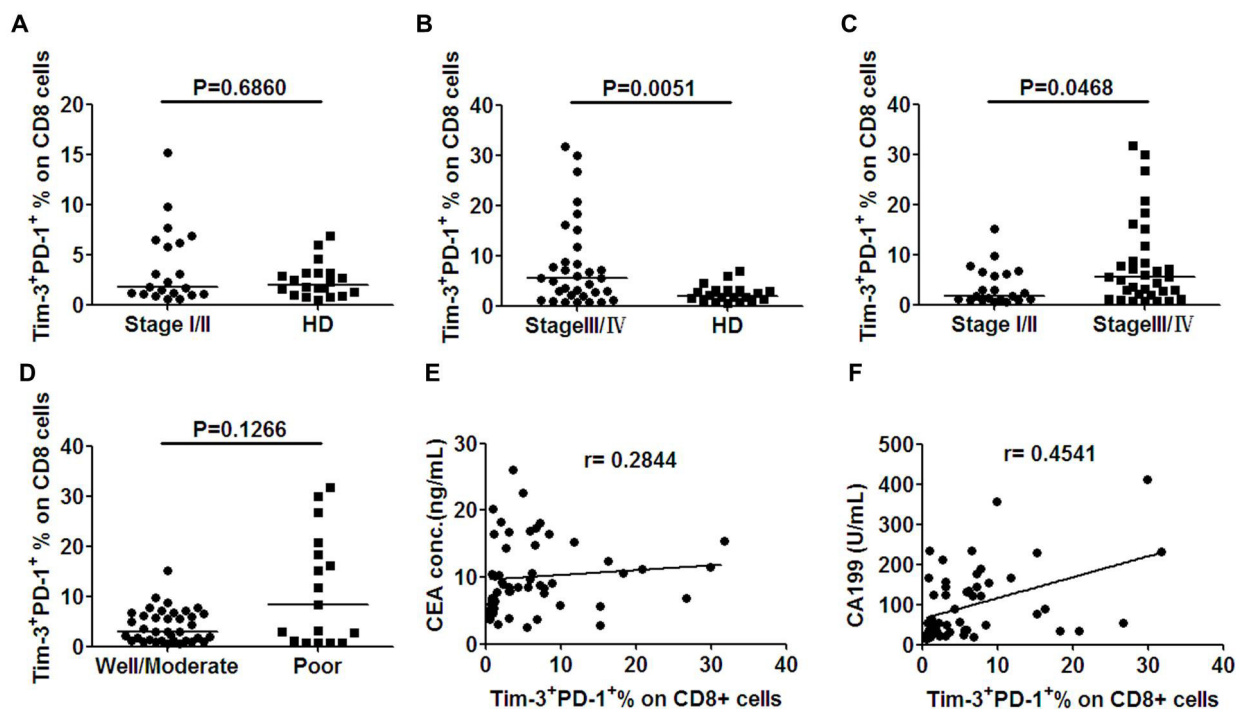 A
P=0.6860
Tim-3⁺PD-1⁺ % on CD8 cells
20
15
10
5
0
Stage I/II HD
B
P=0.0051
Tim-3⁺PD-1⁺ % on CD8 cells
40
30
20
10
0
StageIII/Ⅳ HD
C
P=0.0468
Tim-3⁺PD-1⁺ % on CD8 cells
40
30
20
10
0
Stage I/II StageIII/Ⅳ
D
P=0.1266
Tim-3⁺PD-1⁺ % on CD8 cells
40
30
20
10
0
Well/Moderate Poor
E
r= 0.2844
CEA conc.(ng/mL)
30
20
10
0
0 10 20 30 40
Tim-3⁺PD-1⁺% on CD8+ cells
F
r= 0.4541
CA199 (U/mL)
500
400
300
200
100
0
0 10 20 30 40
Tim-3⁺PD-1⁺% on CD8+ cells